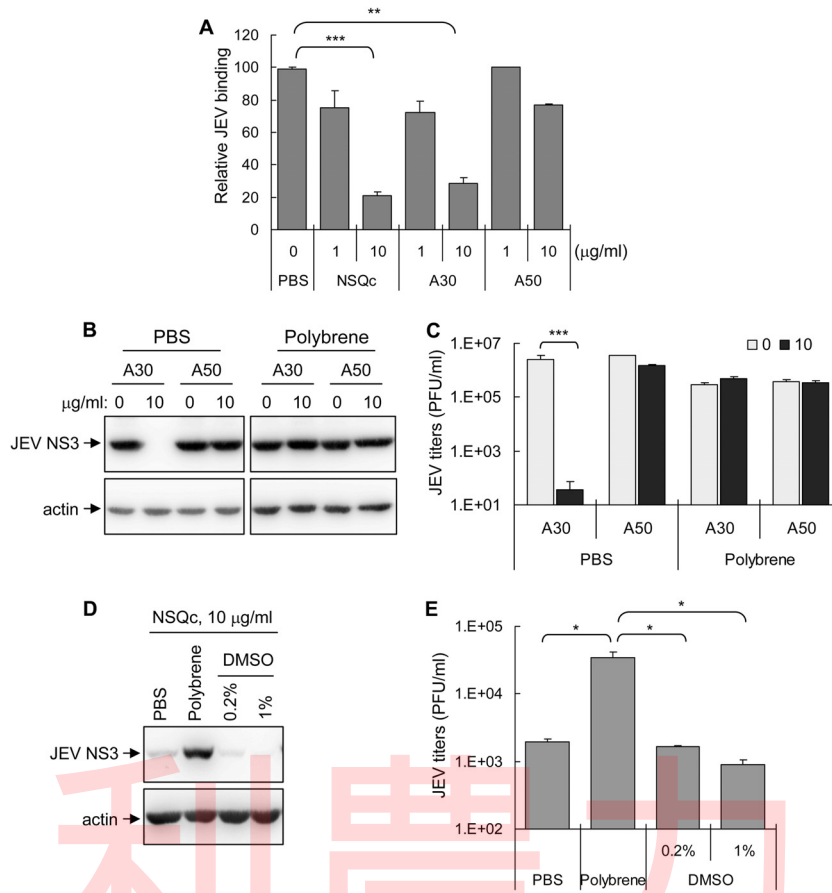 A
**
***
Relative JEV binding
120
100
80
60
40
20
0
0 1 10 1 10 1 10 (μg/ml)
PBS NSQc A30 A50
B
PBS Polybrene
A30 A50 A30 A50
μg/ml: 0 10 0 10 0 10 0 10
JEV NS3
actin
C
***
0 10
JEV titers (PFU/ml)
1.E+07
1.E+05
1.E+03
1.E+01
A30 A50 A30 A50
PBS Polybrene
D
NSQc, 10 μg/ml
DMSO
PBS Polybrene 0.2% 1%
JEV NS3
actin
E
*
* *
JEV titers (PFU/ml)
1.E+05
1.E+04
1.E+03
1.E+02
0.2% 1%
PBS Polybrene DMSO
利農力